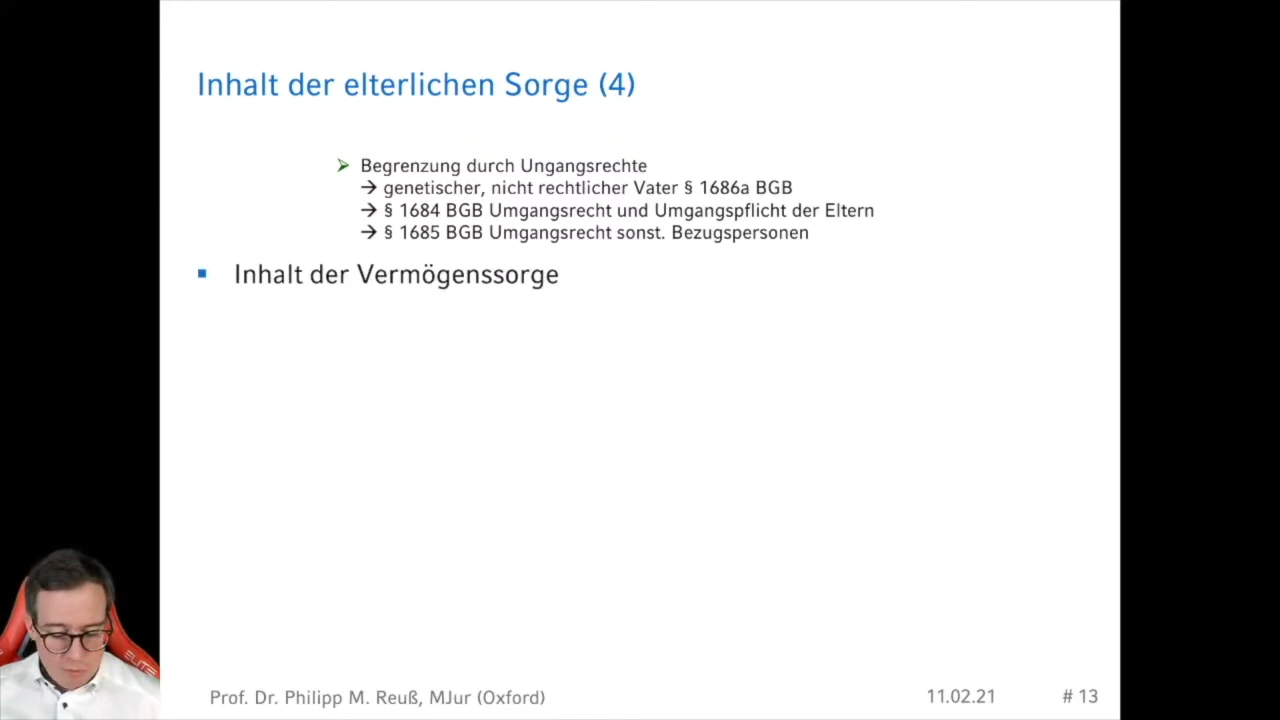 Inhalt der elterlichen Sorge (4)
➢ Begrenzung durch Ungangsrechte
→ genetischer, nicht rechtlicher Vater § 1686a BGB
→ § 1684 BGB Umgangsrecht und Umgangspflicht der Eltern
→ § 1685 BGB Umgangsrecht sonst. Bezugspersonen
▪ Inhalt der Vermögenssorge
ELITE
Prof. Dr. Philipp M. Reuß, MJur (Oxford) 11.02.21 # 13